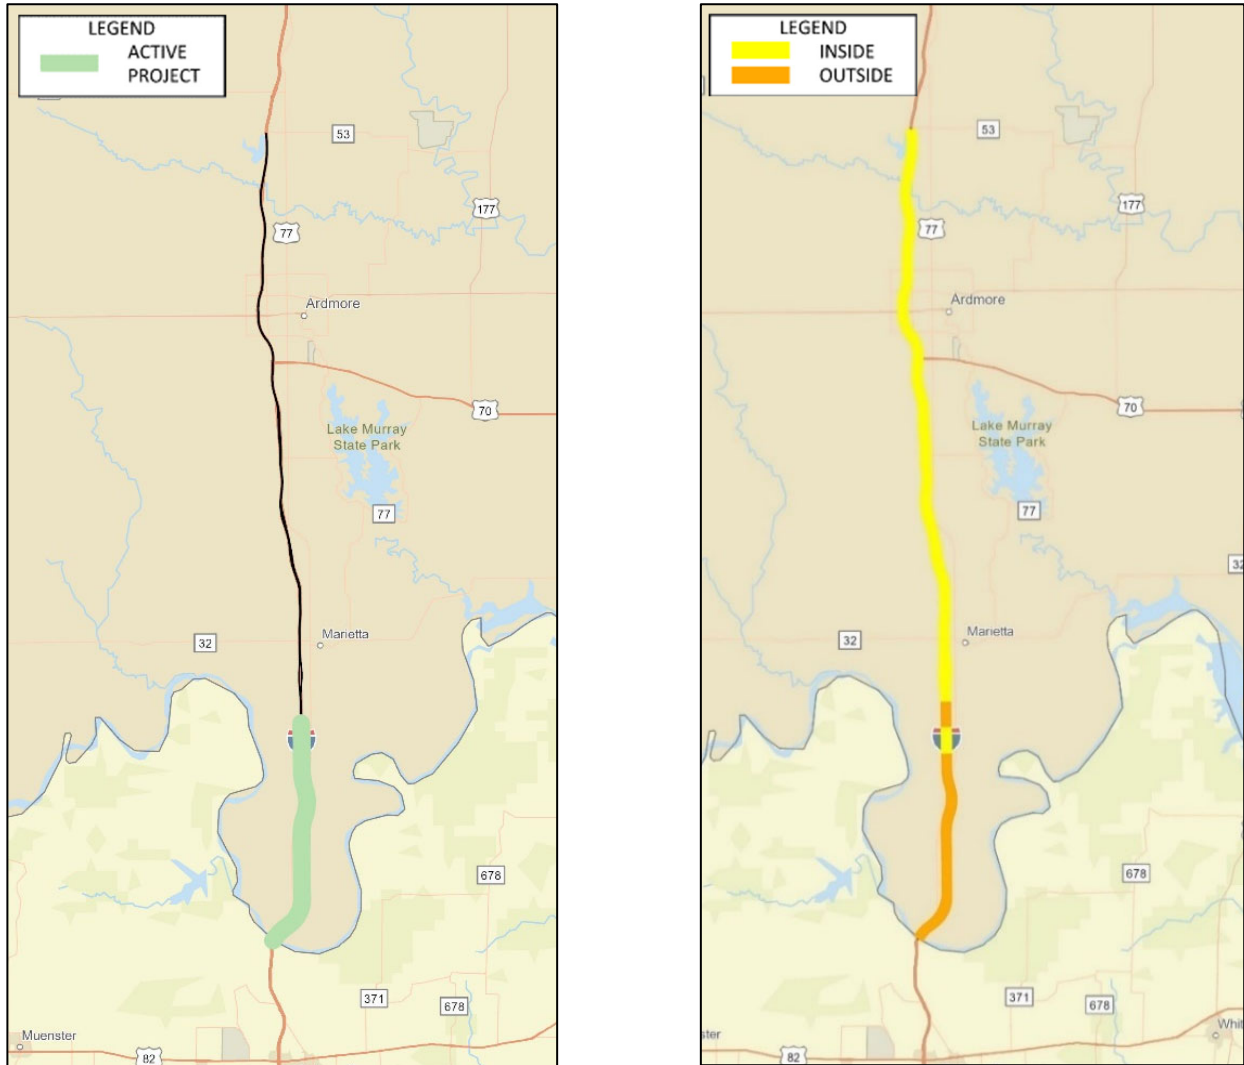 LEGEND
ACTIVE
PROJECT
53
177
77
Ardmore
70
Lake Murray
State Park
77
32
Marietta
678
371
678
Muenster
82
LEGEND
INSIDE
OUTSIDE
53
177
77
Ardmore
70
Lake Murray
State Park
77
32
32
Marietta
678
371
678
ster
Whit
82